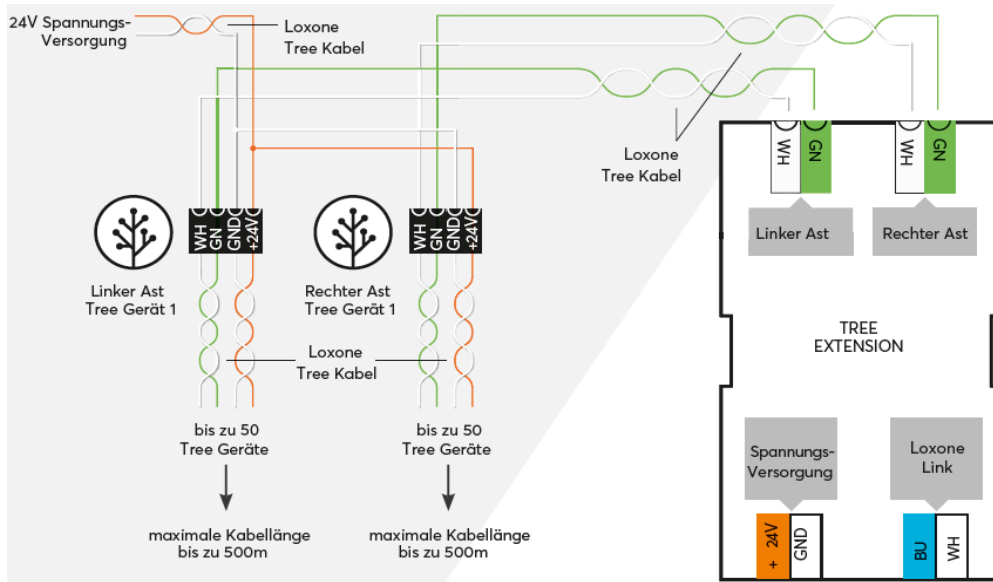 24V Spannungs-
Versorgung
Loxone
Tree Kabel
Loxone
Tree Kabel
WH
GN
WH
GN
Linker Ast
Rechter Ast
WH
GN
GND
+24V
WH
GN
GND
+24V
Linker Ast
Tree Gerät 1
Rechter Ast
Tree Gerät 1
TREE
EXTENSION
Loxone
Tree Kabel
bis zu 50
Tree Geräte
bis zu 50
Tree Geräte
Spannungs-
Versorgung
Loxone
Link
maximale Kabellänge
bis zu 500m
maximale Kabellänge
bis zu 500m
+ 24V
GND
BU
WH